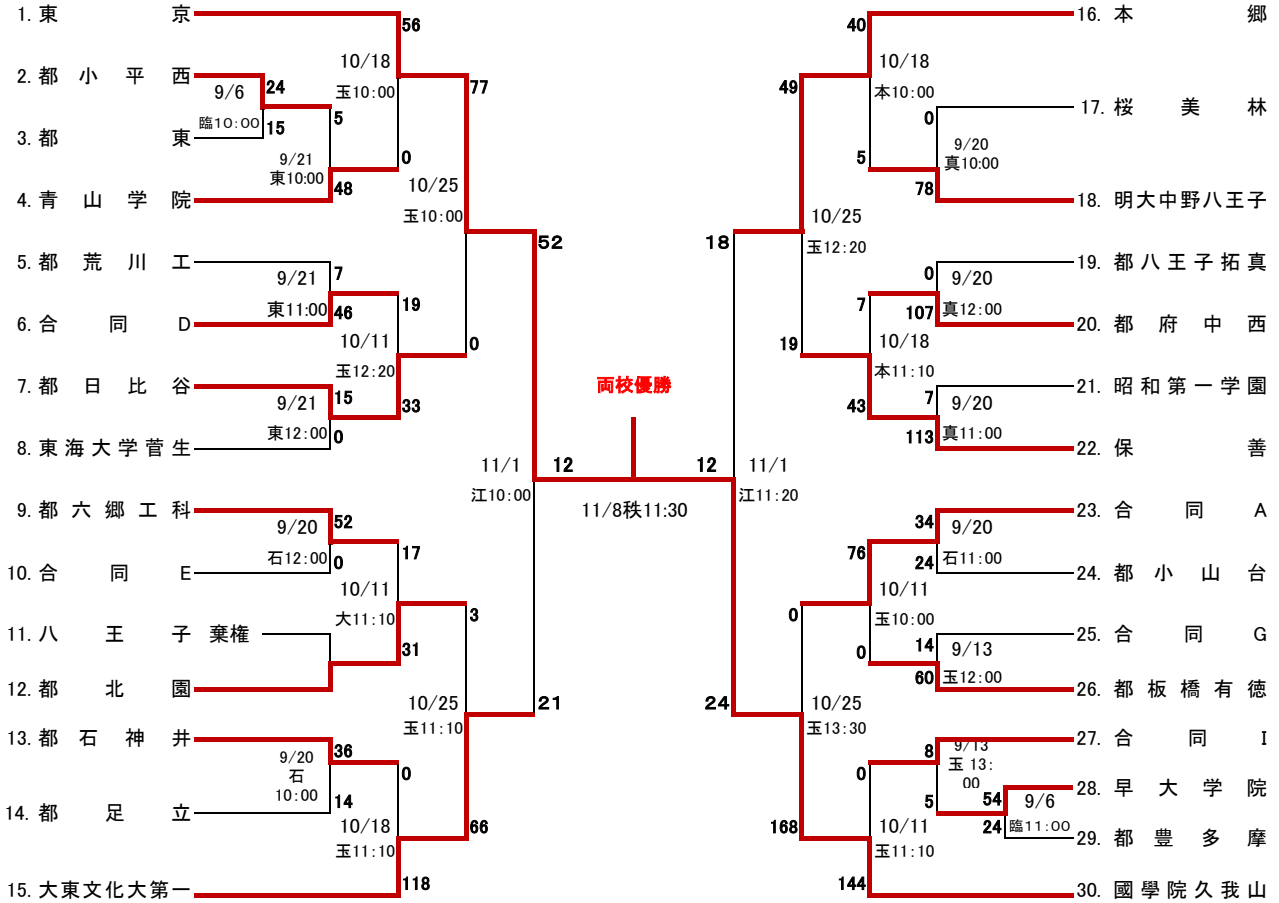 1. 東京
56
10/18
玉10:00
2. 都小平西
24
9/6
臨10:00
77
3. 都東
15
5
9/21
東10:00
0
4. 青山学院
48
10/25
玉10:00
5. 都荒川工
7
9/21
東11:00
52
6. 合同D
46
19
10/11
玉12:20
0
7. 都日比谷
15
9/21
東12:00
33
8. 東海大学菅生
0
11/1
江10:00
12
9. 都六郷工科
52
9/20
石12:00
10. 合同E
0
17
10/11
大11:10
3
11. 八王子 棄権
31
12. 都北園
10/25
玉11:10
21
13. 都石神井
36
9/20
石
10:00
0
14. 都足立
14
10/18
玉11:10
66
15. 大東文化大第一
118
両校優勝
11/8秩11:30
16. 本郷
40
10/18
本10:00
49
17. 桜美林
0
9/20
真10:00
5
18. 明大中野八王子
78
10/25
玉12:20
18
19. 都八王子拓真
0
9/20
真12:00
7
20. 都府中西
107
10/18
本11:10
19
21. 昭和第一学園
7
9/20
真11:00
43
22. 保善
113
12
11/1
江11:20
23. 合同A
34
9/20
石11:00
76
24. 都小山台
24
10/11
玉10:00
0
25. 合同G
14
9/13
玉12:00
0
26. 都板橋有徳
60
24
10/25
玉13:30
27. 合同I
8
9/13
玉 13:
00
0
28. 早大学院
54
9/6
臨11:00
5
29. 都豊多摩
24
10/11
玉11:10
168
30. 國學院久我山
144